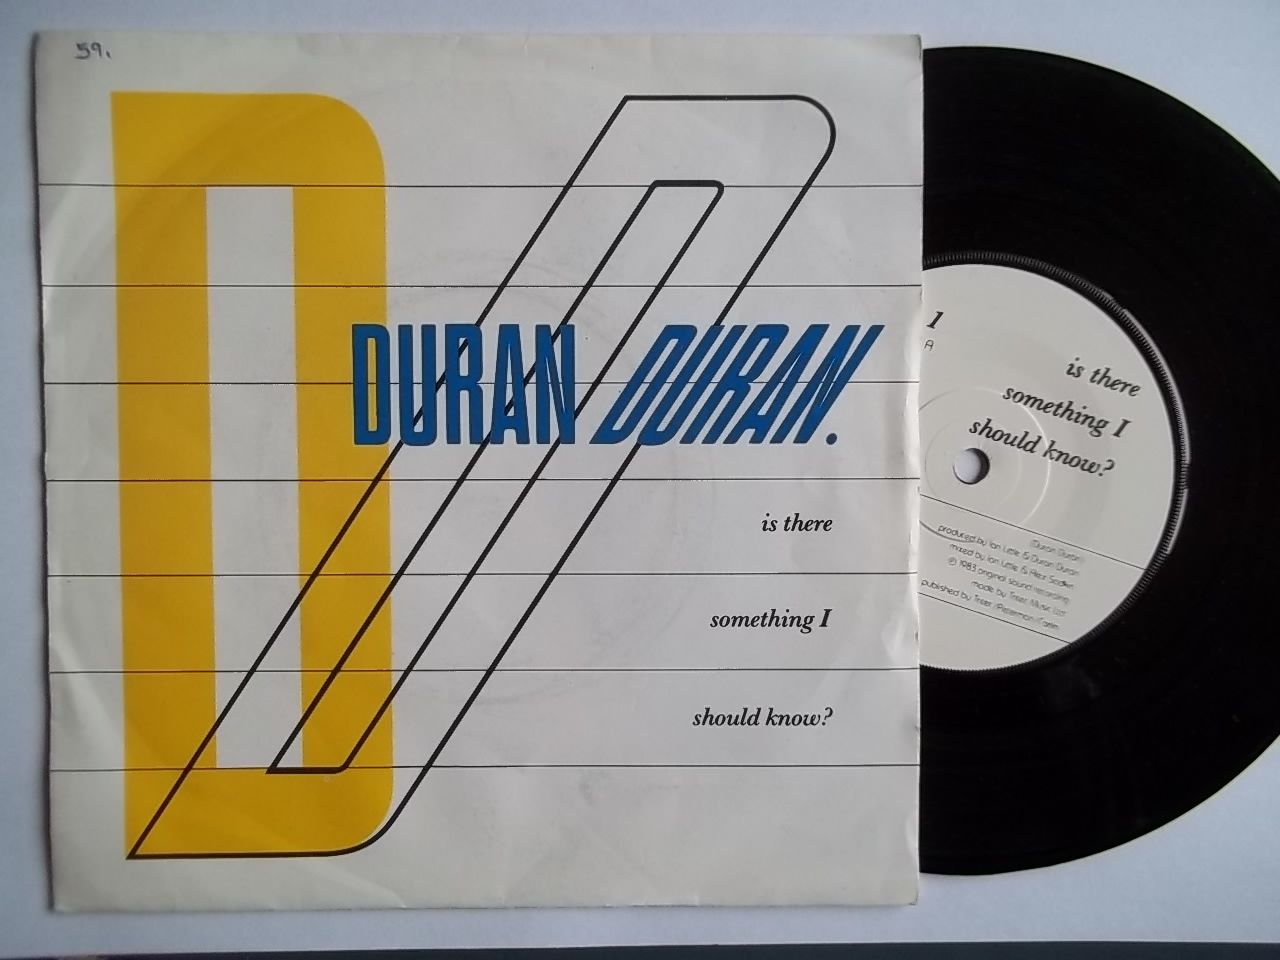 59.
DURAN DURAN.
is there
something I
should know?
1
A
is there
something I
should know?
(Duran Duran)
produced by Ian Little & Duran Duran
mixed by Ian Little & Alex Sadkin
℗ 1983 original sound recording
made by Tritec Music Ltd.
published by Tritec /